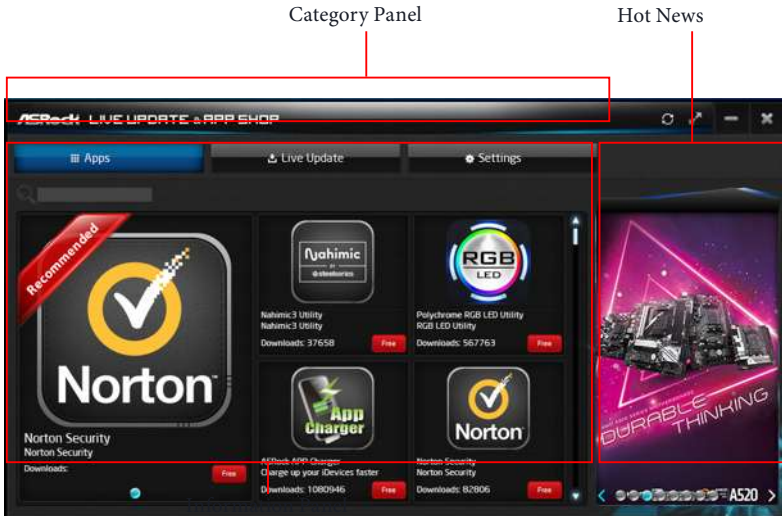 Category Panel
Hot News
ASRock LIVE UPDATE & APP SHOP
Apps
Live Update
Settings
Recommended
Norton
Norton Security
Norton Security
Downloads:
Free
Nahimic
BY
steelseries
Nahimic3 Utility
Nahimic3 Utility
Downloads: 37658
Free
RGB
LED
Polychrome RGB LED Utility
RGB LED Utility
Downloads: 567763
Free
App
Charger
ASRock APP Charger
Charge up your iDevices faster
Downloads: 1080946
Free
Norton
Norton Security
Norton Security
Downloads: 82806
Free
DURABLE
THINKING
A520